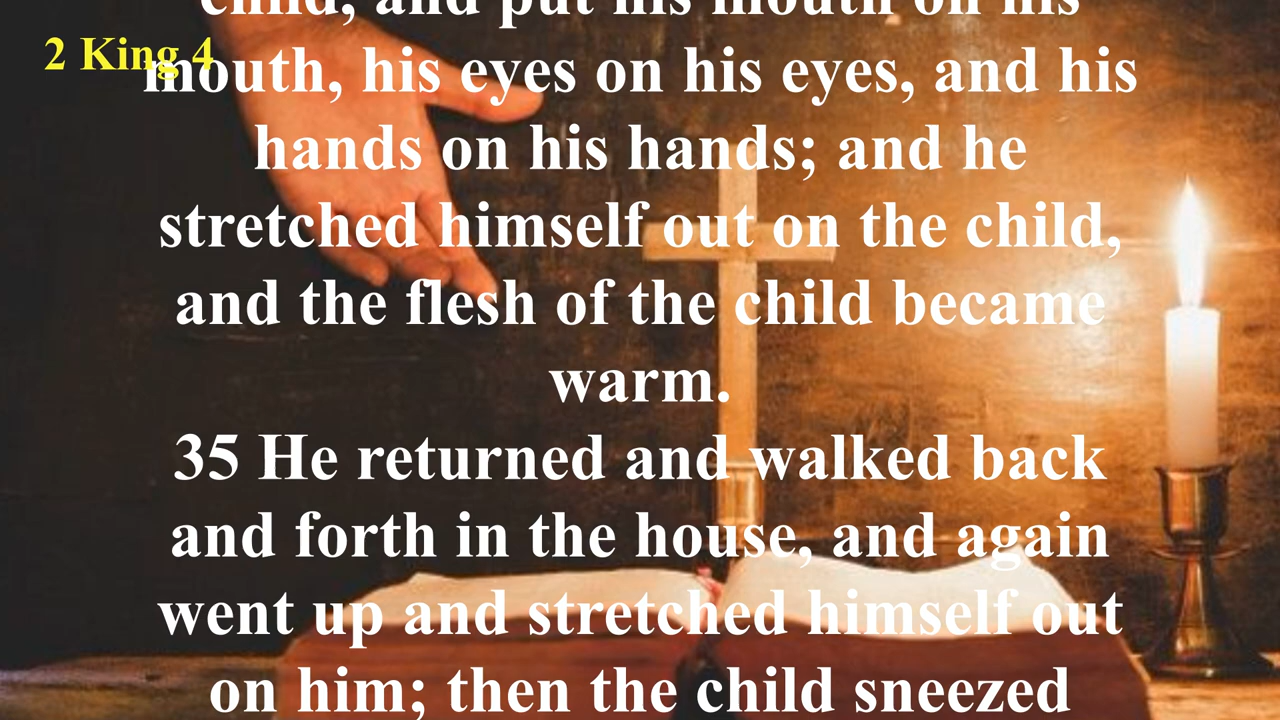 child, and put his mouth on his
2 King 4
mouth, his eyes on his eyes, and his
hands on his hands; and he
stretched himself out on the child,
and the flesh of the child became
warm.
35 He returned and walked back
and forth in the house, and again
went up and stretched himself out
on him; then the child sneezed